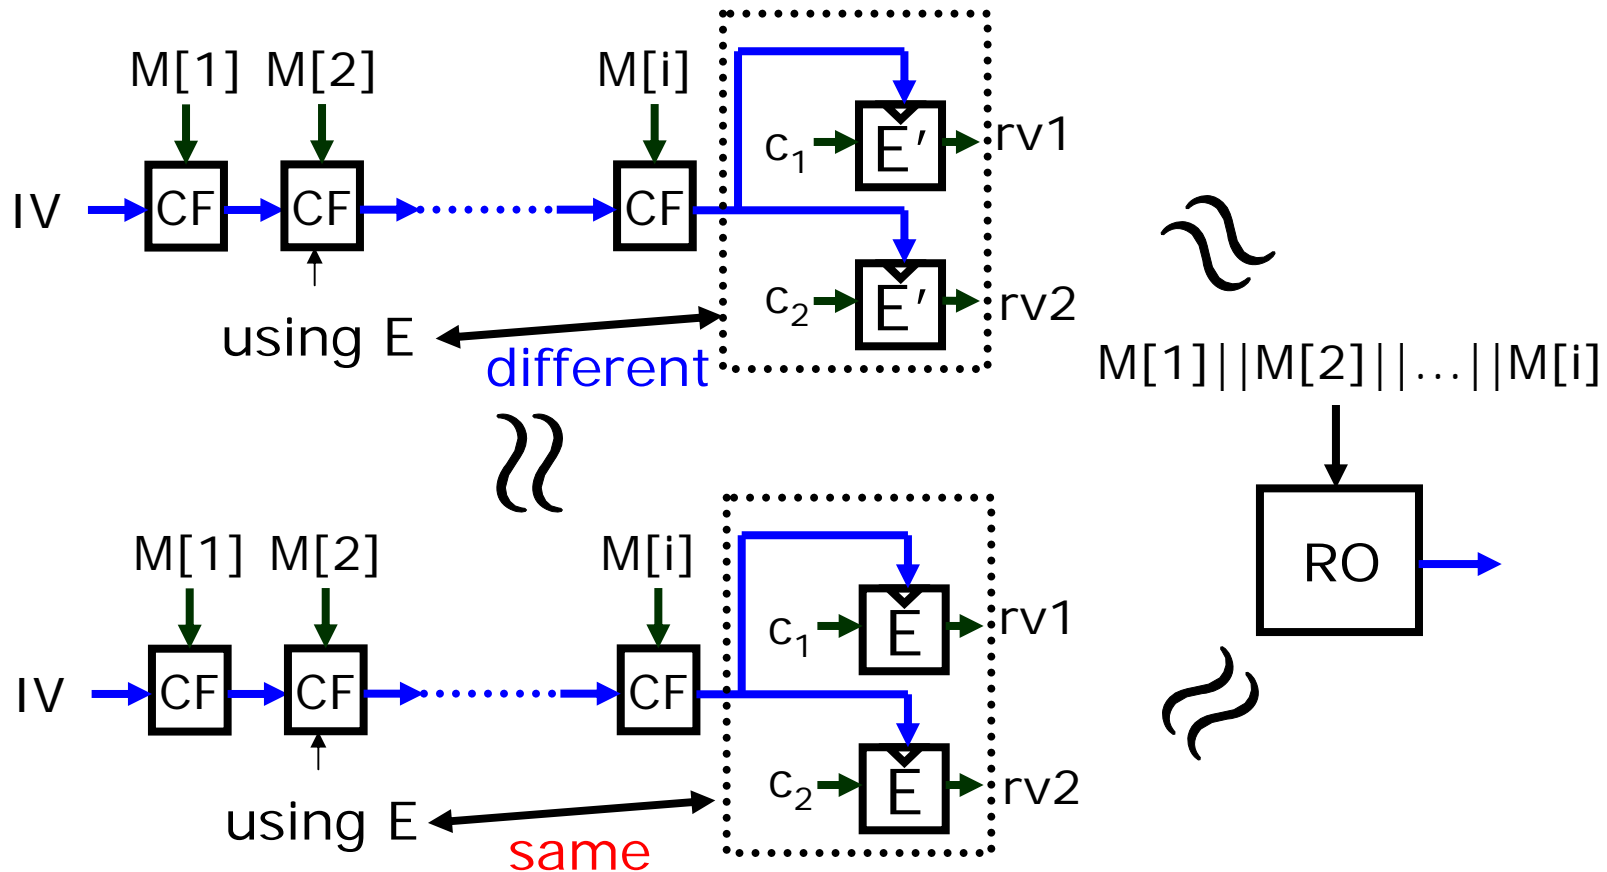 M[1] M[2] M[i]
c1 E′ rv1
IV CF CF CF
c2 E′ rv2
using E
different
M[1]||M[2]||...||M[i]
M[1] M[2] M[i]
RO
c1 E rv1
IV CF CF CF
c2 E rv2
using E
same